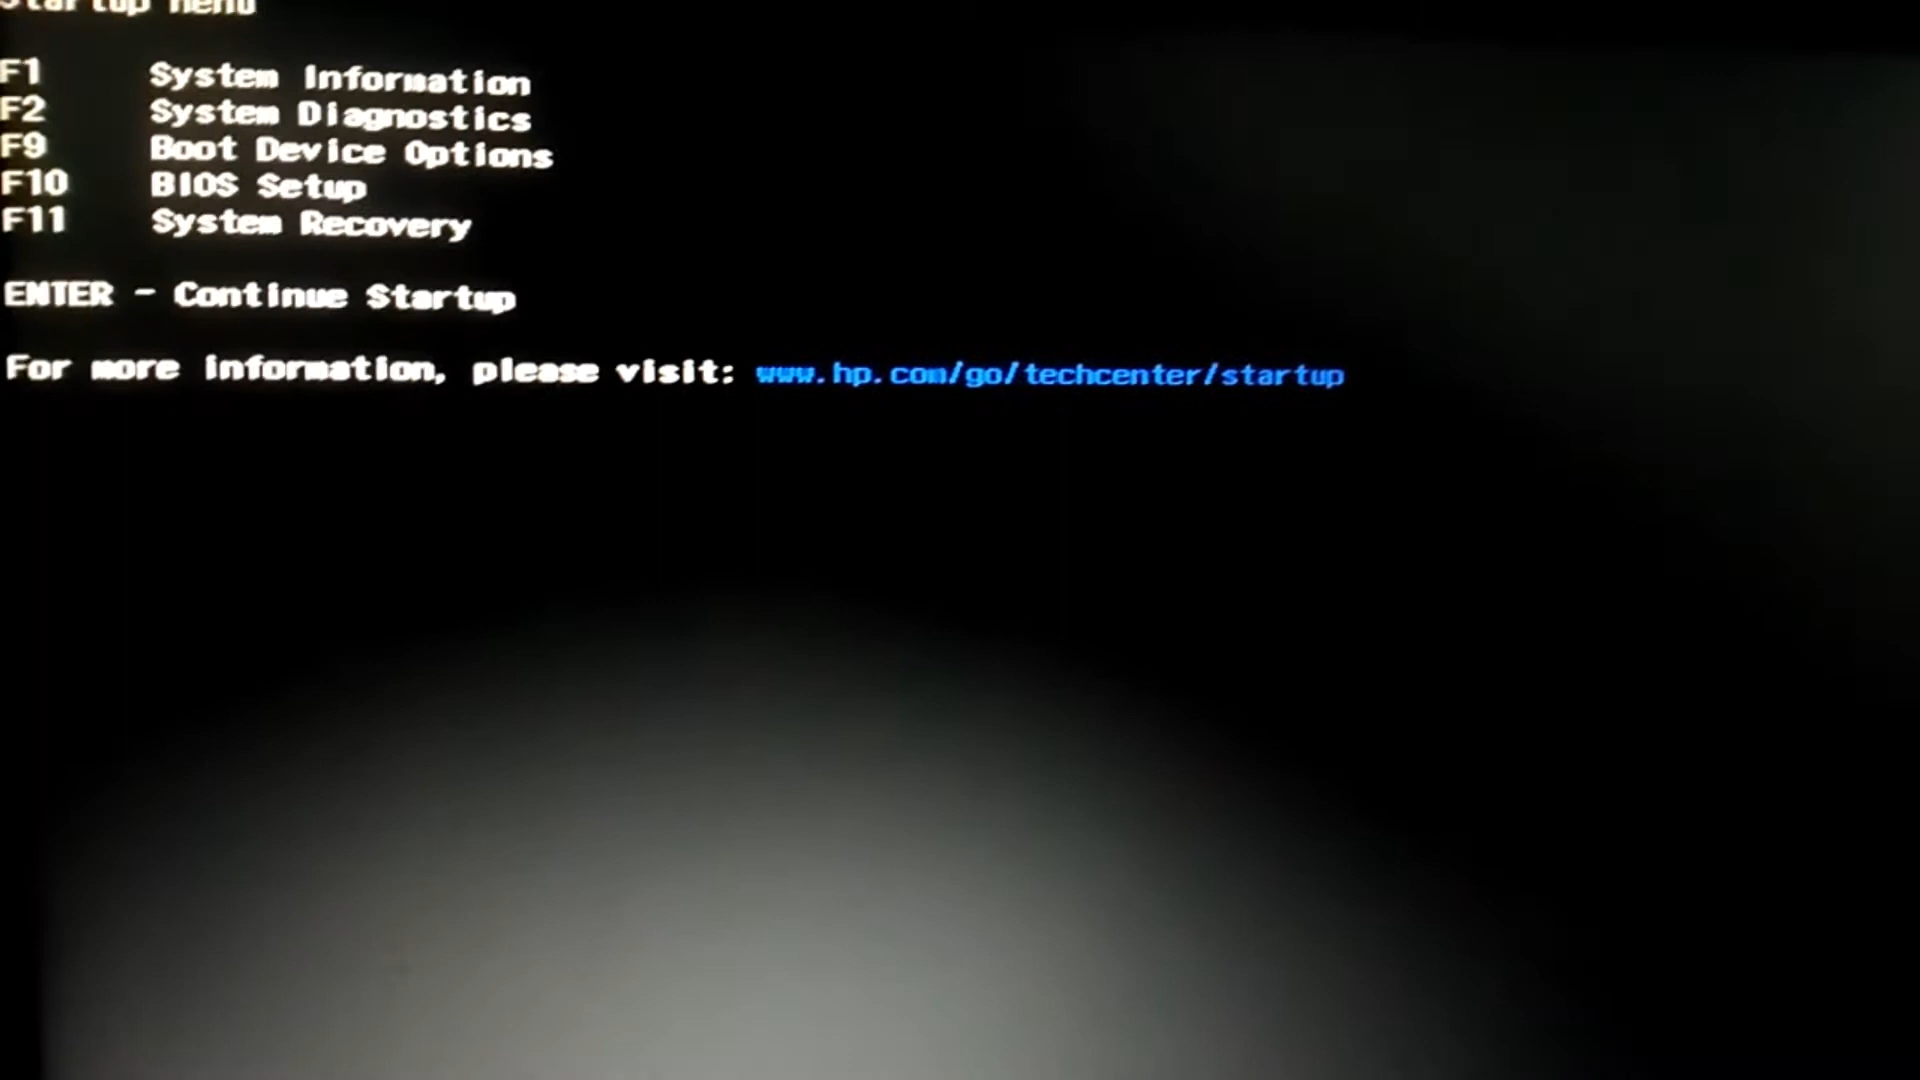 Startup Menu
F1 System Information
F2 System Diagnostics
F9 Boot Device Options
F10 BIOS Setup
F11 System Recovery
ENTER - Continue Startup
For more information, please visit: www.hp.com/go/techcenter/startup